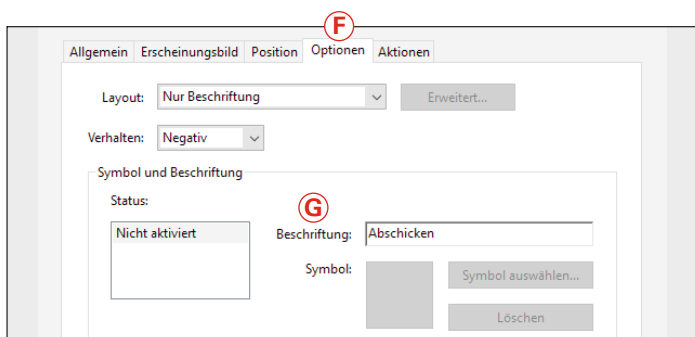 F
Allgemein Erscheinungsbild Position Optionen Aktionen
Layout: Nur Beschriftung Erweitert...
Verhalten: Negativ
Symbol und Beschriftung
Status:
G
Nicht aktiviert Beschriftung: Abschicken
Symbol: Symbol auswählen...
Löschen